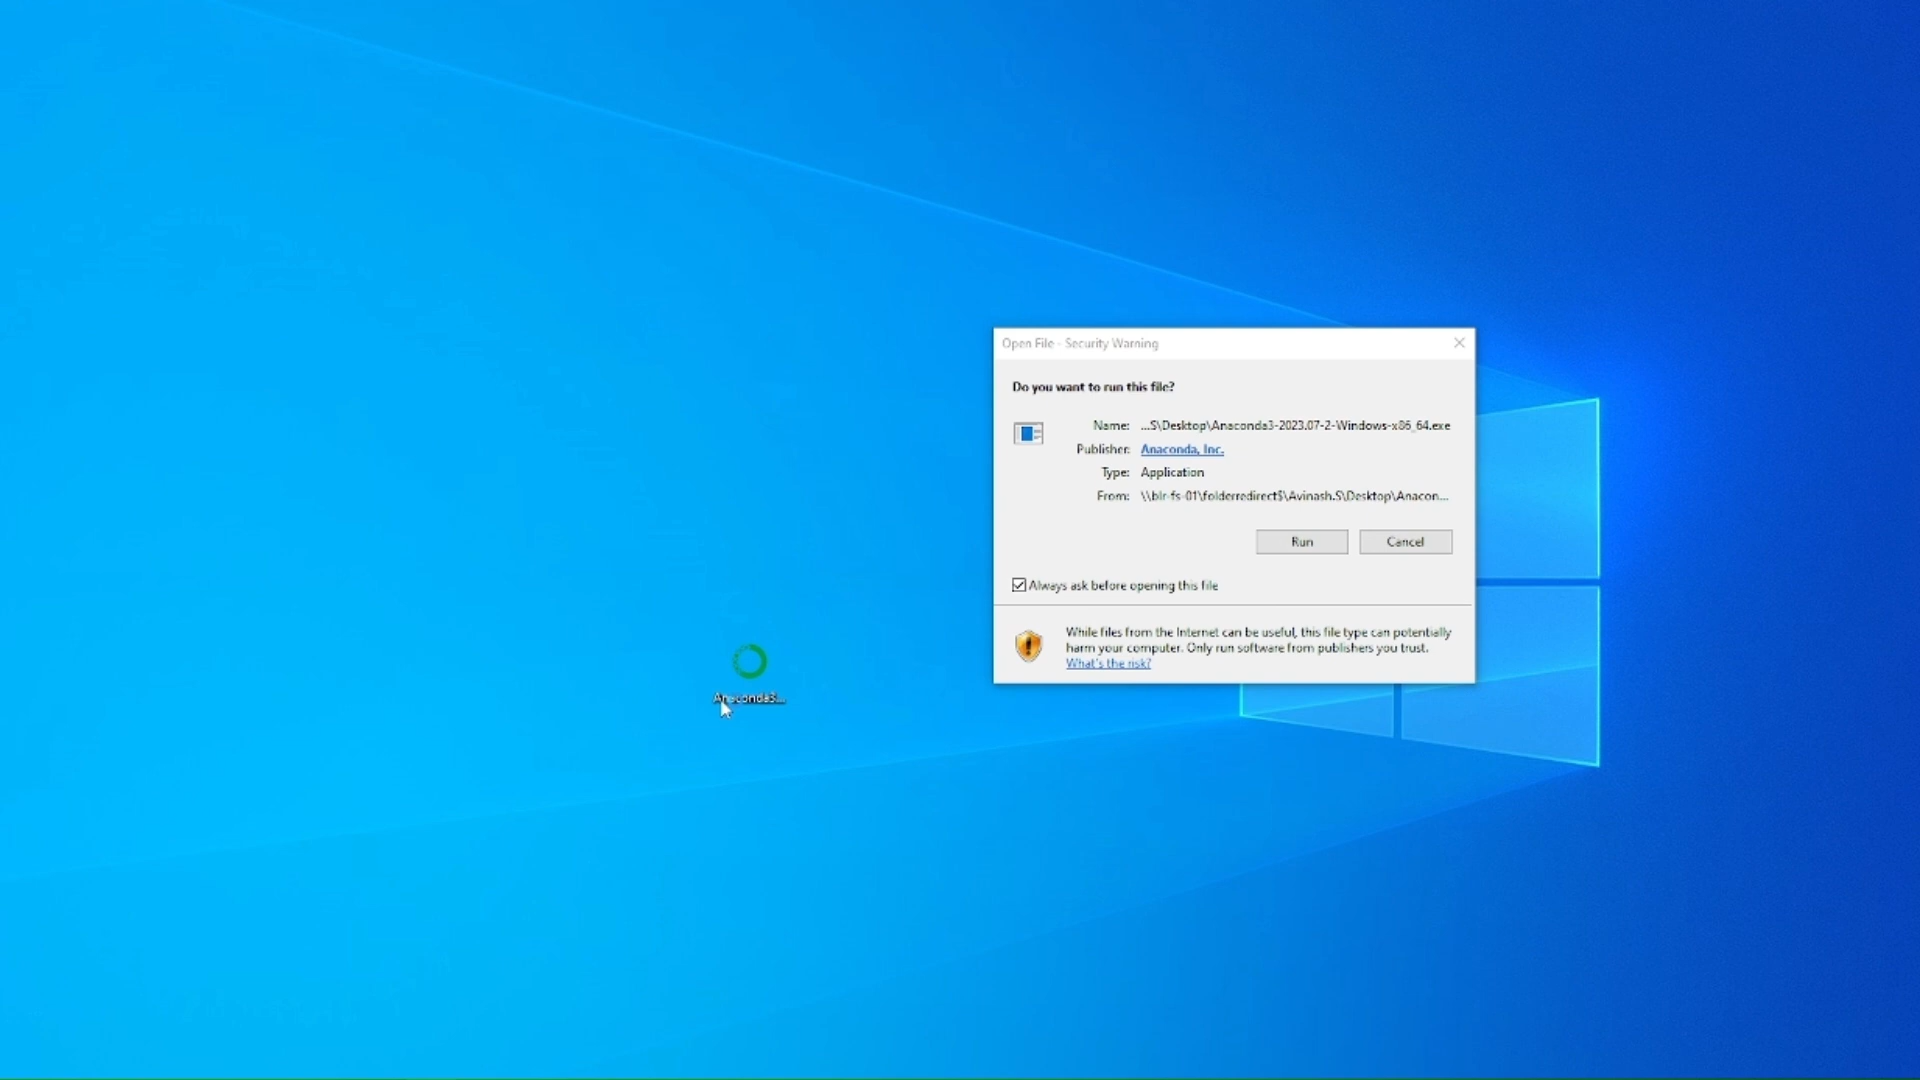 Open File - Security Warning
Do you want to run this file?
Name: ...S\Desktop\Anaconda3-2023.07-2-Windows-x86_64.exe
Publisher: Anaconda, Inc.
Type: Application
From: \\blr-fs-01\folderredirect$\Avinash.S\Desktop\Anacon...
Run Cancel
Always ask before opening this file
While files from the Internet can be useful, this file type can potentially
harm your computer. Only run software from publishers you trust.
What's the risk?
Anaconda3...